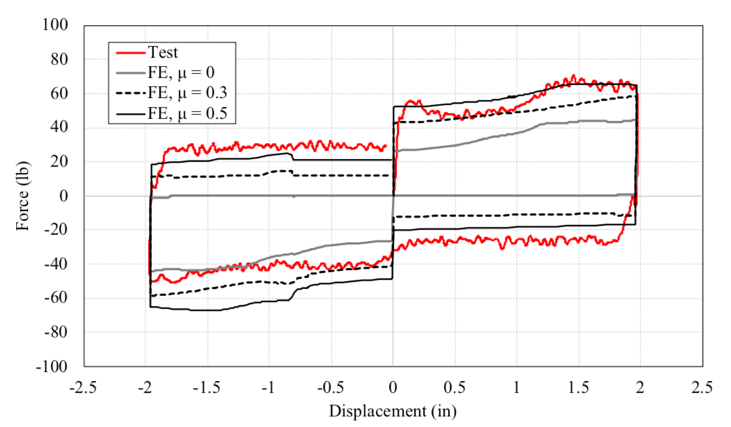 100
80
60
40
20
0
-20
-40
-60
-80
-100
Force (lb)
Test
FE, μ = 0
FE, μ = 0.3
FE, μ = 0.5
-2.5 -2 -1.5 -1 -0.5 0 0.5 1 1.5 2 2.5
Displacement (in)